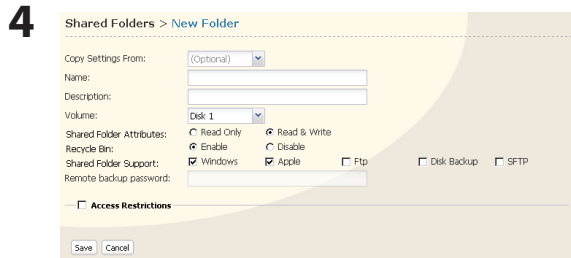 4
Shared Folders > New Folder
Copy Settings From: (Optional)
Name:
Description:
Volume: Disk 1
Shared Folder Attributes: Read Only Read & Write
Recycle Bin: Enable Disable
Shared Folder Support: Windows Apple Ftp Disk Backup SFTP
Remote backup password:
Access Restrictions
Save Cancel